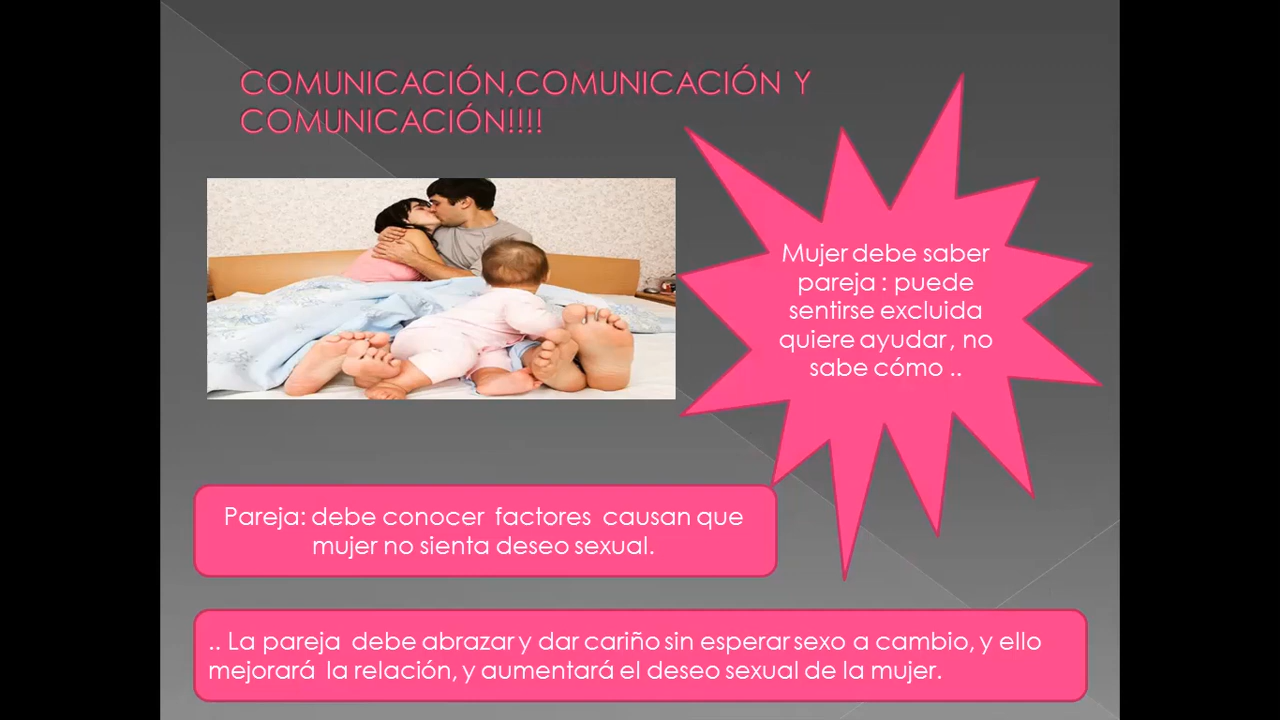 COMUNICACIÓN,COMUNICACIÓN Y
COMUNICACIÓN!!!!
Mujer debe saber
pareja : puede
sentirse excluida
quiere ayudar , no
sabe cómo ..
Pareja: debe conocer factores causan que
mujer no sienta deseo sexual.
.. La pareja debe abrazar y dar cariño sin esperar sexo a cambio, y ello
mejorará la relación, y aumentará el deseo sexual de la mujer.